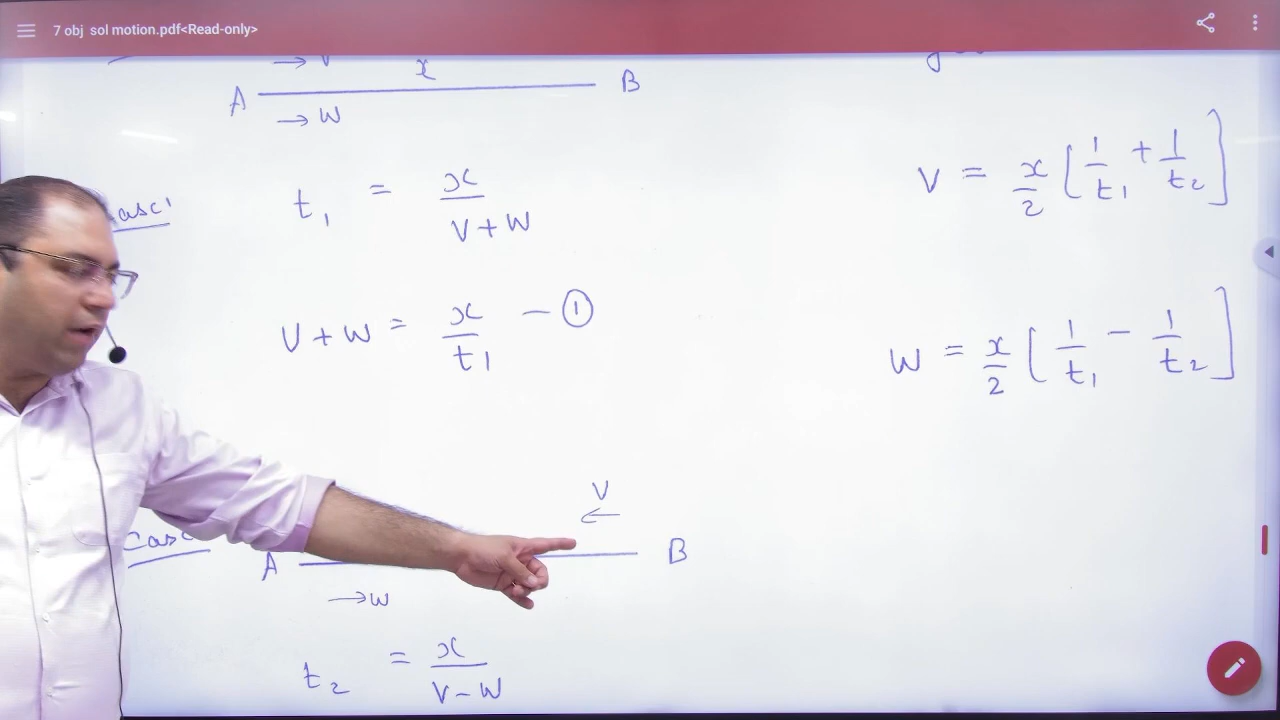 7 obj sol motion.pdf<Read-only>
→ V
x
A B
→ W
t₁ = x / (V + W)
V + W = x / t₁ — ①
V
←
A B
→ W
t₂ = x / (V - W)
V = x/2 [1/t₁ + 1/t₂]
W = x/2 [1/t₁ - 1/t₂]